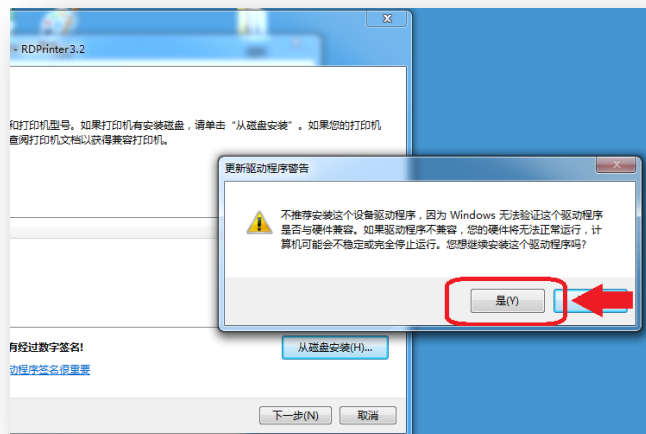 - RDPrinter3.2
和打印机型号。如果打印机有安装磁盘，请单击“从磁盘安装”。如果您的打印机
查阅打印机文档以获得兼容打印机。
更新驱动程序警告
不推荐安装这个设备驱动程序，因为 Windows 无法验证这个驱动程序
是否与硬件兼容。如果驱动程序不兼容，您的硬件将无法正常运行，计
算机可能会不稳定或完全停止运行。您想继续安装这个驱动程序吗?
是(Y)
有经过数字签名!
从磁盘安装(H)...
动程序签名很重要
下一步(N)
取消